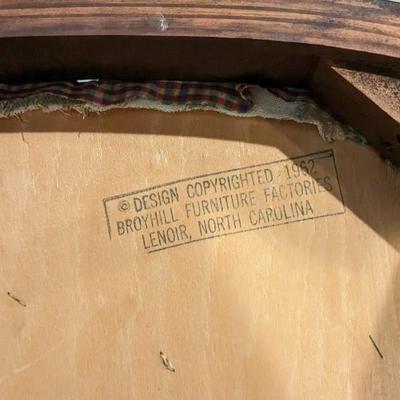 © DESIGN COPYRIGHTED 1962
BROYHILL FURNITURE FACTORIES
LENOIR, NORTH CAROLINA